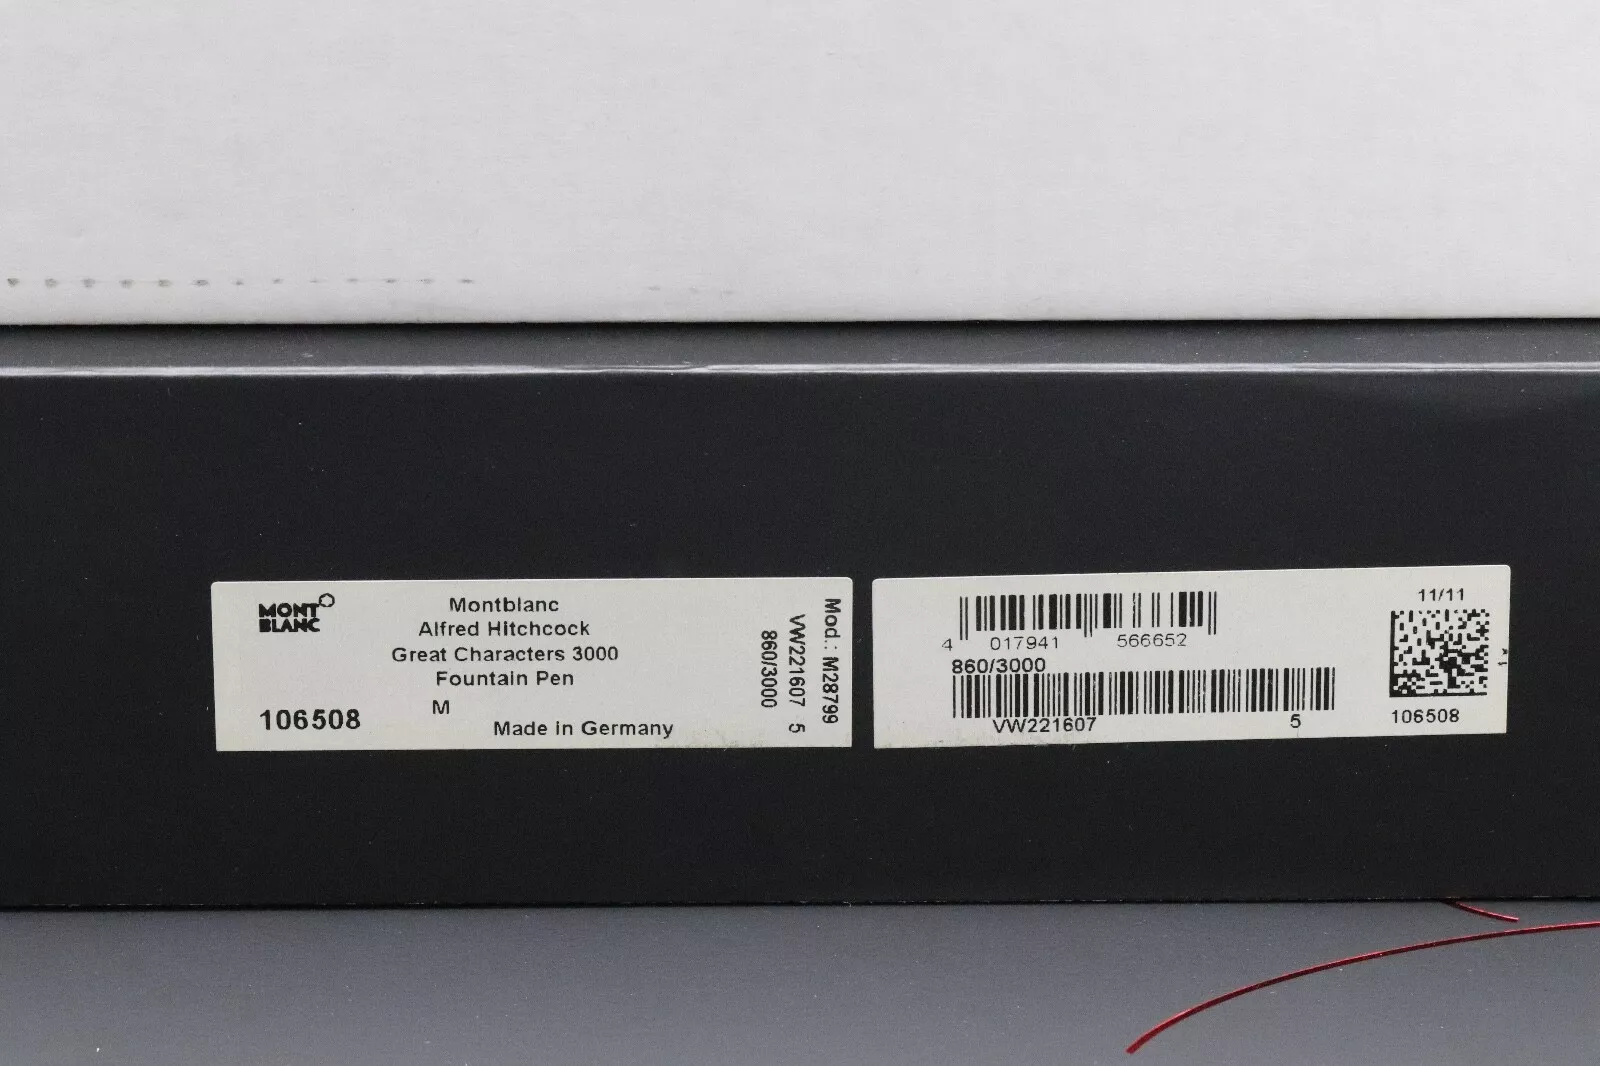 MONT
BLANC
Montblanc
Alfred Hitchcock
Great Characters 3000
Fountain Pen
M
106508
Made in Germany
Mod.: M28799
VW221607 5
860/3000
4 017941 566652
860/3000
VW221607 5
11/11
106508